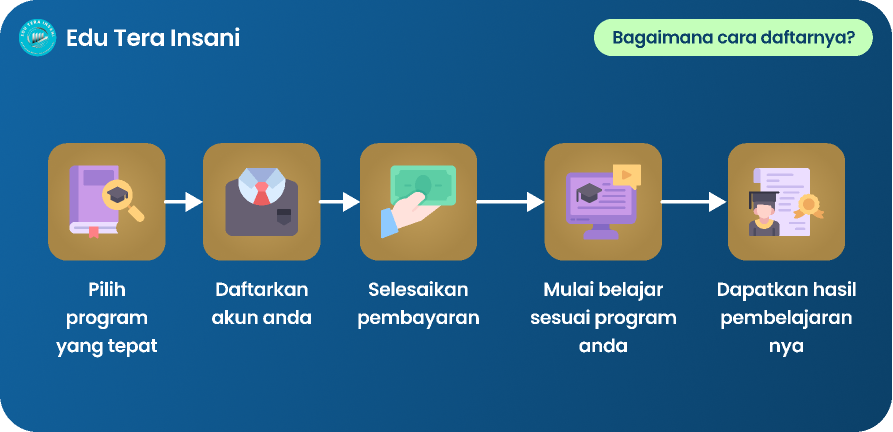 Edu Tera Insani
Bagaimana cara daftarnya?
Pilih
program
yang tepat
Daftarkan
akun anda
Selesaikan
pembayaran
Mulai belajar
sesuai program
anda
Dapatkan hasil
pembelajaran
nya